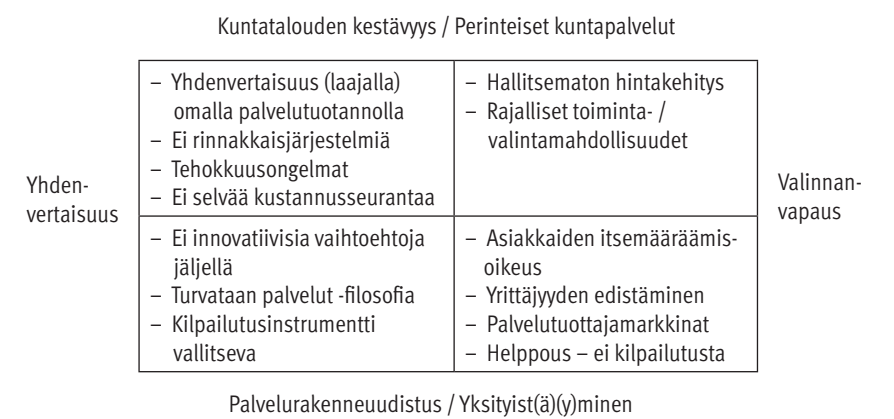 Kuntatalouden kestävyys / Perinteiset kuntapalvelut
– Yhdenvertaisuus (laajalla)
omalla palvelutuotannolla
– Ei rinnakkaisjärjestelmiä
– Tehokkuusongelmat
– Ei selvää kustannusseurantaa
– Hallitsematon hintakehitys
– Rajalliset toiminta- /
valintamahdollisuudet
Yhden-
vertaisuus
Valinnan-
vapaus
– Ei innovatiivisia vaihtoehtoja
jäljellä
– Turvataan palvelut -filosofia
– Kilpailutusinstrumentti
vallitseva
– Asiakkaiden itsemääräämis-
oikeus
– Yrittäjyyden edistäminen
– Palvelutuottajamarkkinat
– Helppous – ei kilpailutusta
Palvelurakenneuudistus / Yksityist(ä)(y)minen